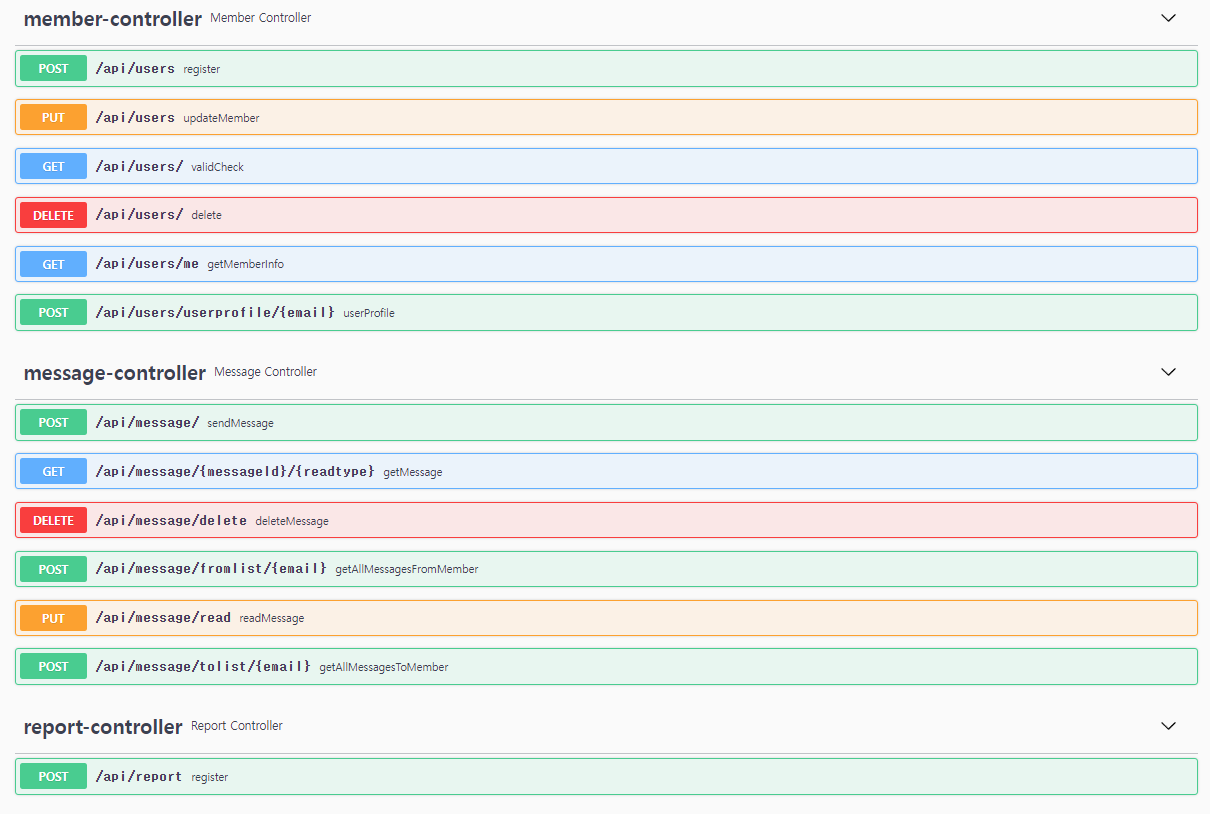 member-controller Member Controller
POST /api/users register
PUT /api/users updateMember
GET /api/users/ validCheck
DELETE /api/users/ delete
GET /api/users/me getMemberInfo
POST /api/users/userprofile/{email} userProfile
message-controller Message Controller
POST /api/message/ sendMessage
GET /api/message/{messageId}/{readtype} getMessage
DELETE /api/message/delete deleteMessage
POST /api/message/fromlist/{email} getAllMessagesFromMember
PUT /api/message/read readMessage
POST /api/message/tolist/{email} getAllMessagesToMember
report-controller Report Controller
POST /api/report register